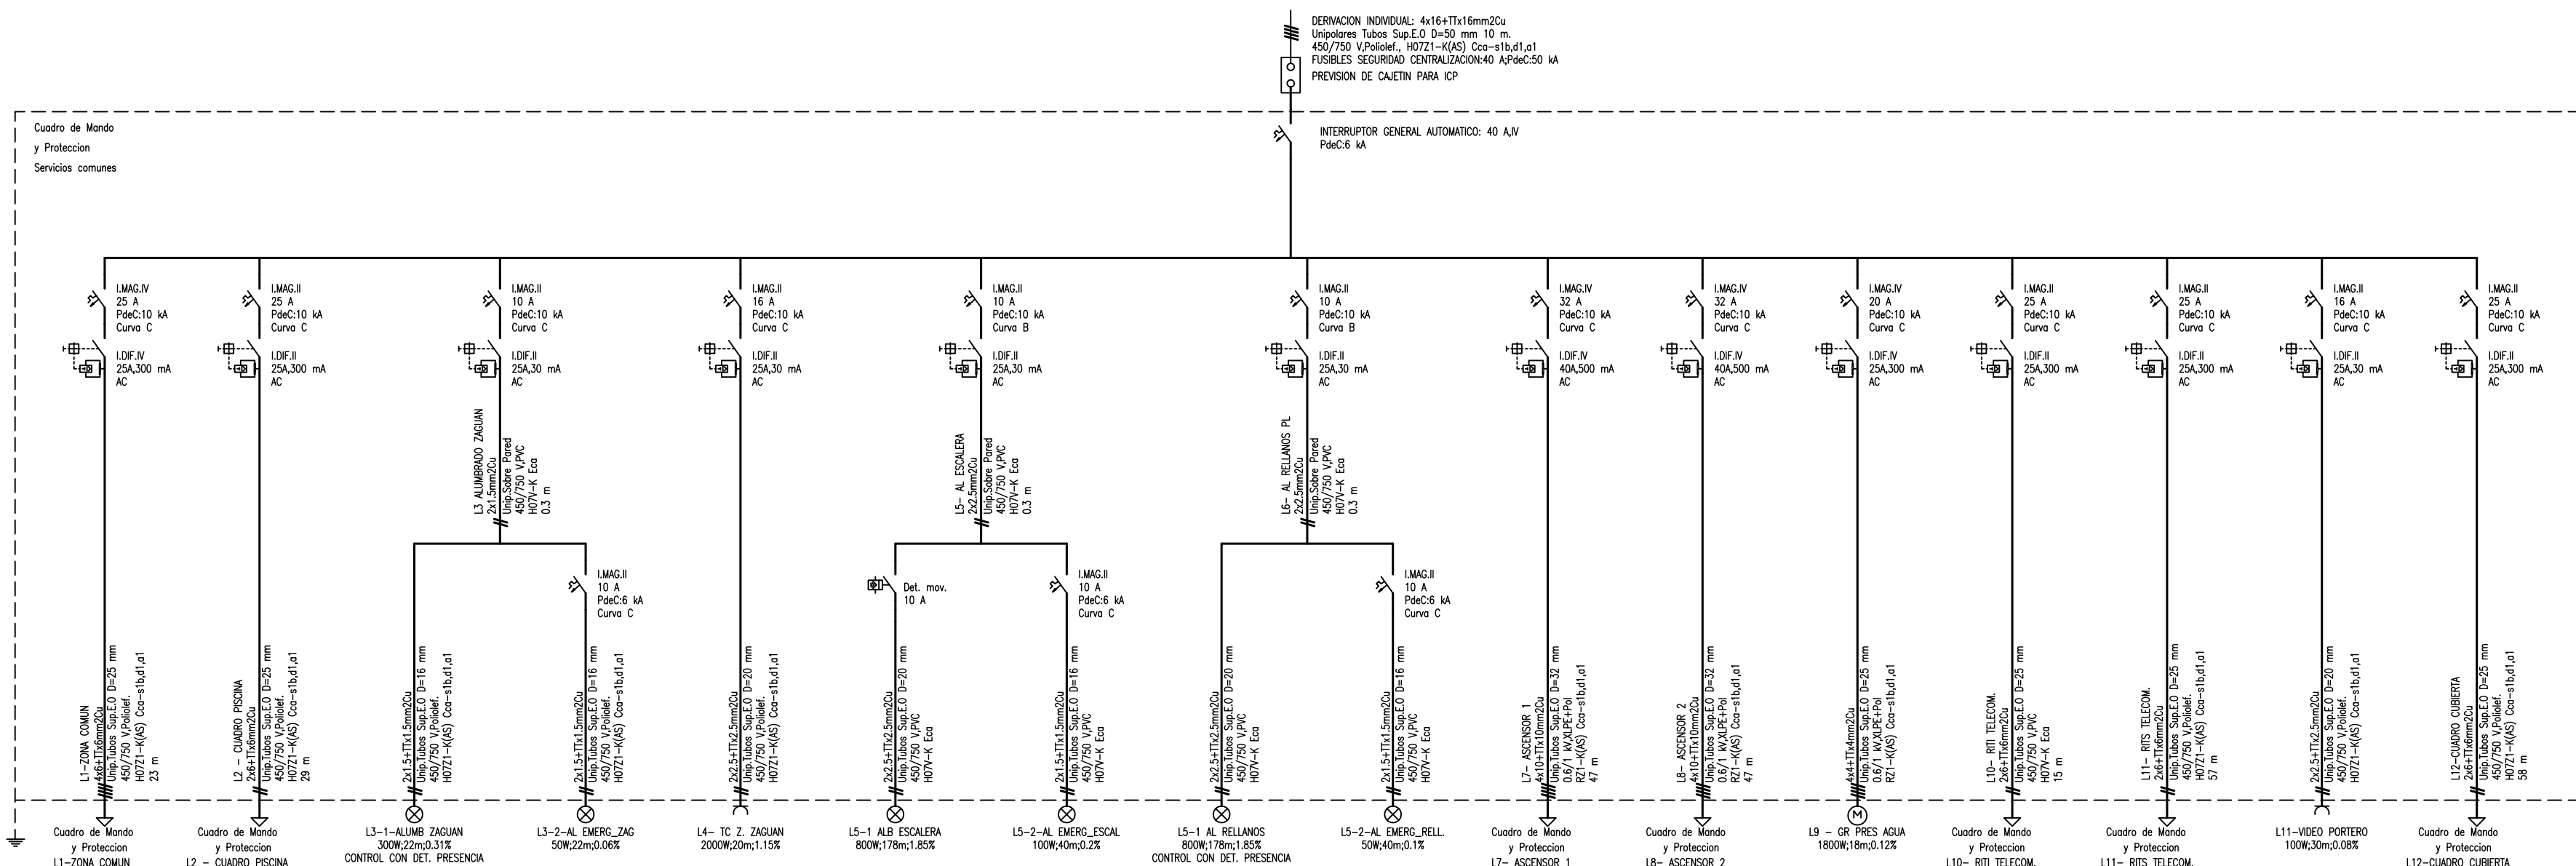 DERIVACION INDIVIDUAL: 4x16+TTx16mm2Cu
Unipolares Tubos Sup.E.O D=50 mm 10 m.
450/750 V,Poliolef., H07Z1-K(AS) Cca-s1b,d1,a1
FUSIBLES SEGURIDAD CENTRALIZACION:40 A;PdeC:50 kA
PREVISION DE CAJETIN PARA ICP
Cuadro de Mando
y Proteccion
Servicios comunes
INTERRUPTOR GENERAL AUTOMATICO: 40 A,IV
PdeC:6 kA
I.MAG.IV
25 A
PdeC:10 kA
Curva C
I.DIF.IV
25A,300 mA
AC
L1-ZONA COMUN
4x6+TTx6mm2Cu
Unip.Tubos Sup.E.O D=25 mm
450/750 V,Poliolef.
H07Z1-K(AS) Cca-s1b,d1,a1
23 m
Cuadro de Mando
y Proteccion
L1-ZONA COMUN
I.MAG.II
25 A
PdeC:10 kA
Curva C
I.DIF.II
25A,300 mA
AC
L2 - CUADRO PISCINA
2x6+TTx6mm2Cu
Unip.Tubos Sup.E.O D=25 mm
450/750 V,Poliolef.
H07Z1-K(AS) Cca-s1b,d1,a1
29 m
Cuadro de Mando
y Proteccion
L2 - CUADRO PISCINA
I.MAG.II
10 A
PdeC:10 kA
Curva C
I.DIF.II
25A,30 mA
AC
L3 ALUMBRADO ZAGUAN
2x1.5mm2Cu
Unip.Sobre Pared
450/750 V,PVC
H07V-K Eca
0.3 m
2x1.5+TTx1.5mm2Cu
Unip.Tubos Sup.E.O D=16 mm
450/750 V,Poliolef.
H07Z1-K(AS) Cca-s1b,d1,a1
L3-1-ALUMB ZAGUAN
300W;22m;0.31%
CONTROL CON DET. PRESENCIA
I.MAG.II
10 A
PdeC:6 kA
Curva C
2x1.5+TTx1.5mm2Cu
Unip.Tubos Sup.E.O D=16 mm
450/750 V,Poliolef.
H07Z1-K(AS) Cca-s1b,d1,a1
L3-2-AL EMERG_ZAG
50W;22m;0.06%
I.MAG.II
16 A
PdeC:10 kA
Curva C
I.DIF.II
25A,30 mA
AC
2x2.5+TTx2.5mm2Cu
Unip.Tubos Sup.E.O D=20 mm
450/750 V,Poliolef.
H07Z1-K(AS) Cca-s1b,d1,a1
L4- TC Z. ZAGUAN
2000W;20m;1.15%
I.MAG.II
10 A
PdeC:10 kA
Curva B
I.DIF.II
25A,30 mA
AC
L5- AL ESCALERA
2x2.5mm2Cu
Unip.Sobre Pared
450/750 V,PVC
H07V-K Eca
0.3 m
Det. mov.
10 A
2x2.5+TTx2.5mm2Cu
Unip.Tubos Sup.E.O D=20 mm
450/750 V,PVC
H07V-K Eca
L5-1 ALB ESCALERA
800W;178m;1.85%
I.MAG.II
10 A
PdeC:6 kA
Curva C
2x1.5+TTx1.5mm2Cu
Unip.Tubos Sup.E.O D=16 mm
450/750 V,PVC
H07V-K Eca
L5-2-AL EMERG_ESCAL
100W;40m;0.2%
I.MAG.II
10 A
PdeC:10 kA
Curva B
I.DIF.II
25A,30 mA
AC
L6- AL RELLANOS PL
2x2.5mm2Cu
Unip.Sobre Pared
450/750 V,PVC
H07V-K Eca
0.3 m
2x2.5+TTx2.5mm2Cu
Unip.Tubos Sup.E.O D=20 mm
450/750 V,PVC
H07V-K Eca
L5-1 AL RELLANOS
800W;178m;1.85%
CONTROL CON DET. PRESENCIA
I.MAG.II
10 A
PdeC:6 kA
Curva C
2x1.5+TTx1.5mm2Cu
Unip.Tubos Sup.E.O D=16 mm
450/750 V,PVC
H07V-K Eca
L5-2-AL EMERG_RELL.
50W;40m;0.1%
I.MAG.IV
32 A
PdeC:10 kA
Curva C
I.DIF.IV
40A,500 mA
AC
L7- ASCENSOR 1
4x10+TTx10mm2Cu
Unip.Tubos Sup.E.O D=32 mm
0.6/1 kV,XLPE+Pol
RZ1-K(AS) Cca-s1b,d1,a1
47 m
Cuadro de Mando
y Proteccion
L7- ASCENSOR 1
I.MAG.IV
32 A
PdeC:10 kA
Curva C
I.DIF.IV
40A,500 mA
AC
L8- ASCENSOR 2
4x10+TTx10mm2Cu
Unip.Tubos Sup.E.O D=32 mm
0.6/1 kV,XLPE+Pol
RZ1-K(AS) Cca-s1b,d1,a1
47 m
Cuadro de Mando
y Proteccion
L8- ASCENSOR 2
I.MAG.IV
20 A
PdeC:10 kA
Curva C
I.DIF.IV
25A,300 mA
AC
4x4+TTx4mm2Cu
Unip.Tubos Sup.E.O D=25 mm
0.6/1 kV,XLPE+Pol
RZ1-K(AS) Cca-s1b,d1,a1
M
L9 - GR PRES AGUA
1800W;18m;0.12%
I.MAG.II
25 A
PdeC:10 kA
Curva C
I.DIF.II
25A,300 mA
AC
L10- RITI TELECOM.
2x6+TTx6mm2Cu
Unip.Tubos Sup.E.O D=25 mm
450/750 V,PVC
H07V-K Eca
15 m
Cuadro de Mando
y Proteccion
L10- RITI TELECOM.
I.MAG.II
25 A
PdeC:10 kA
Curva C
I.DIF.II
25A,300 mA
AC
L11- RITS TELECOM.
2x6+TTx6mm2Cu
Unip.Tubos Sup.E.O D=25 mm
450/750 V,Poliolef.
H07Z1-K(AS) Cca-s1b,d1,a1
57 m
Cuadro de Mando
y Proteccion
L11- RITS TELECOM.
I.MAG.II
16 A
PdeC:10 kA
Curva C
I.DIF.II
25A,30 mA
AC
2x2.5+TTx2.5mm2Cu
Unip.Tubos Sup.E.O D=20 mm
450/750 V,Poliolef.
H07Z1-K(AS) Cca-s1b,d1,a1
L11-VIDEO PORTERO
100W;30m;0.08%
I.MAG.II
25 A
PdeC:10 kA
Curva C
I.DIF.II
25A,300 mA
AC
L12-CUADRO CUBIERTA
2x6+TTx6mm2Cu
Unip.Tubos Sup.E.O D=25 mm
450/750 V,Poliolef.
H07Z1-K(AS) Cca-s1b,d1,a1
58 m
Cuadro de Mando
y Proteccion
L12-CUADRO CUBIERTA